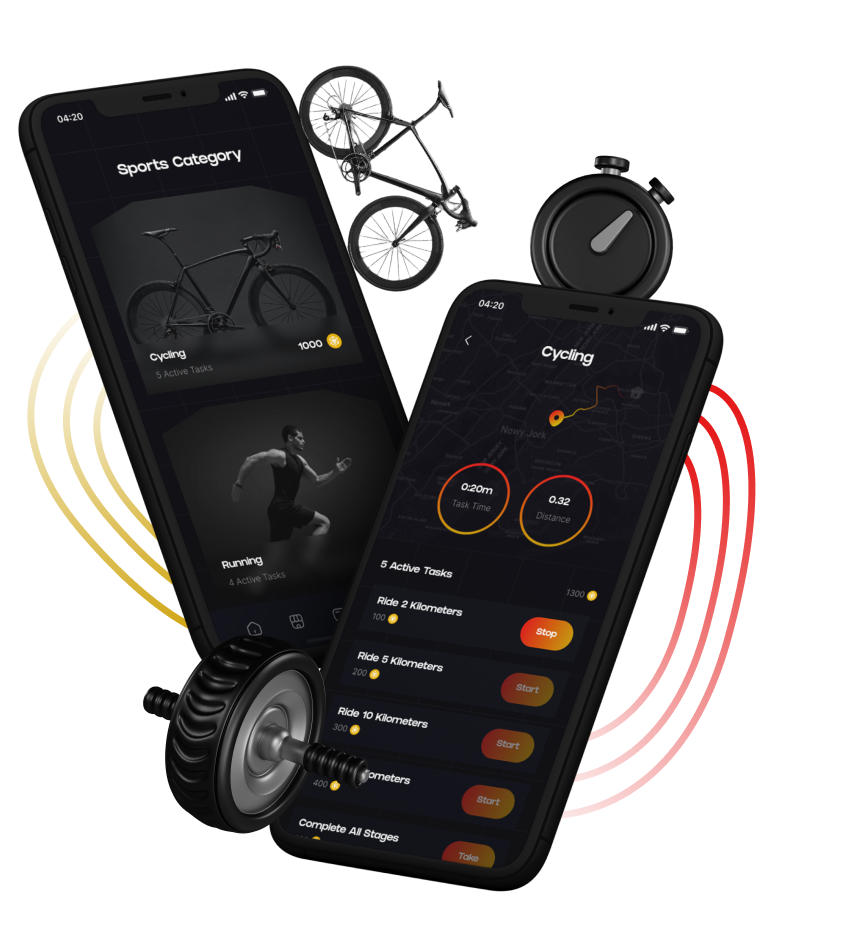 04:20
Sports Category
Cycling
1000
5 Active Tasks
Running
4 Active Tasks
04:20
Cycling
Nowy Jork
0:20m
Task Time
0.32
Distance
5 Active Tasks
1300
Ride 2 Kilometers
100
Stop
Ride 5 Kilometers
200
Start
Ride 10 Kilometers
300
Start
400
Start
Complete All Stages
Take